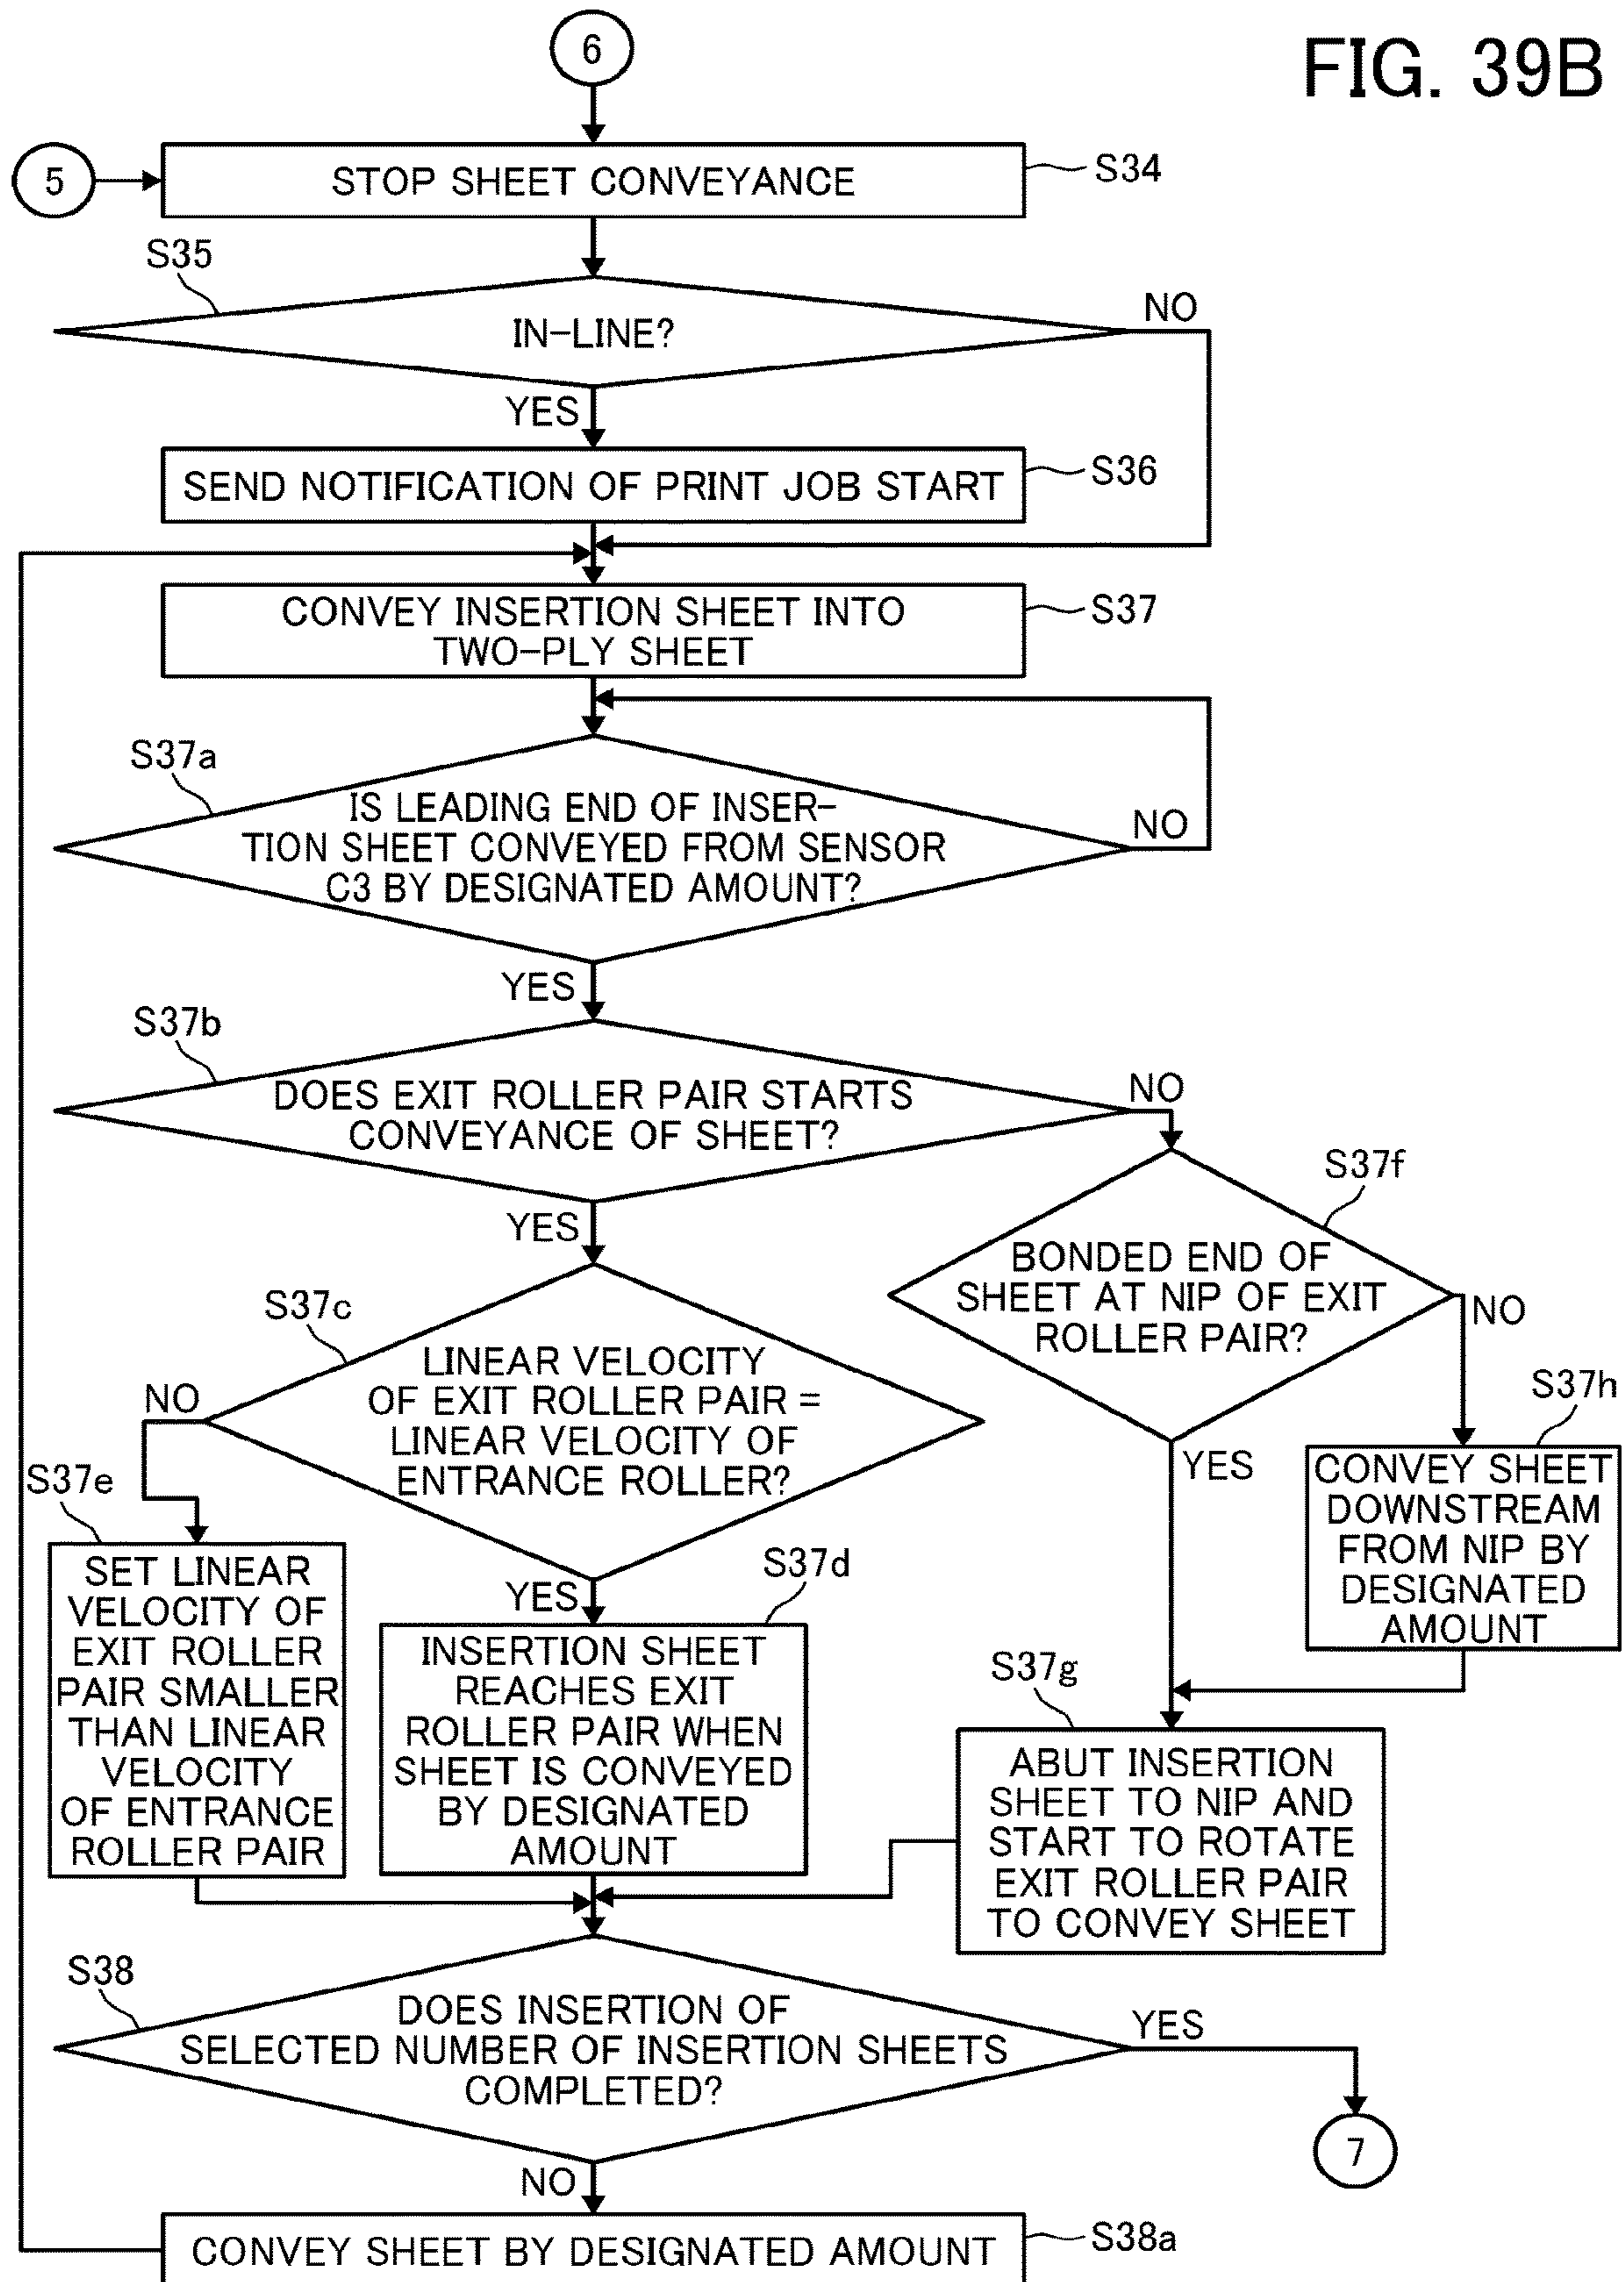 FIG. 39B
6
5
STOP SHEET CONVEYANCE
S34
S35
IN-LINE?
NO
YES
SEND NOTIFICATION OF PRINT JOB START
S36
CONVEY INSERTION SHEET INTO
TWO-PLY SHEET
S37
S37a
IS LEADING END OF INSER-
TION SHEET CONVEYED FROM SENSOR
C3 BY DESIGNATED AMOUNT?
NO
YES
S37b
DOES EXIT ROLLER PAIR STARTS
CONVEYANCE OF SHEET?
NO
YES
S37f
BONDED END OF
SHEET AT NIP OF EXIT
ROLLER PAIR?
NO
YES
S37c
LINEAR VELOCITY
OF EXIT ROLLER PAIR =
LINEAR VELOCITY OF
ENTRANCE ROLLER?
NO
YES
S37h
CONVEY SHEET
DOWNSTREAM
FROM NIP BY
DESIGNATED
AMOUNT
S37e
SET LINEAR
VELOCITY OF
EXIT ROLLER
PAIR SMALLER
THAN LINEAR
VELOCITY
OF ENTRANCE
ROLLER PAIR
S37d
INSERTION SHEET
REACHES EXIT
ROLLER PAIR WHEN
SHEET IS CONVEYED
BY DESIGNATED
AMOUNT
S37g
ABUT INSERTION
SHEET TO NIP AND
START TO ROTATE
EXIT ROLLER PAIR
TO CONVEY SHEET
S38
DOES INSERTION OF
SELECTED NUMBER OF INSERTION SHEETS
COMPLETED?
YES
7
NO
CONVEY SHEET BY DESIGNATED AMOUNT
S38a